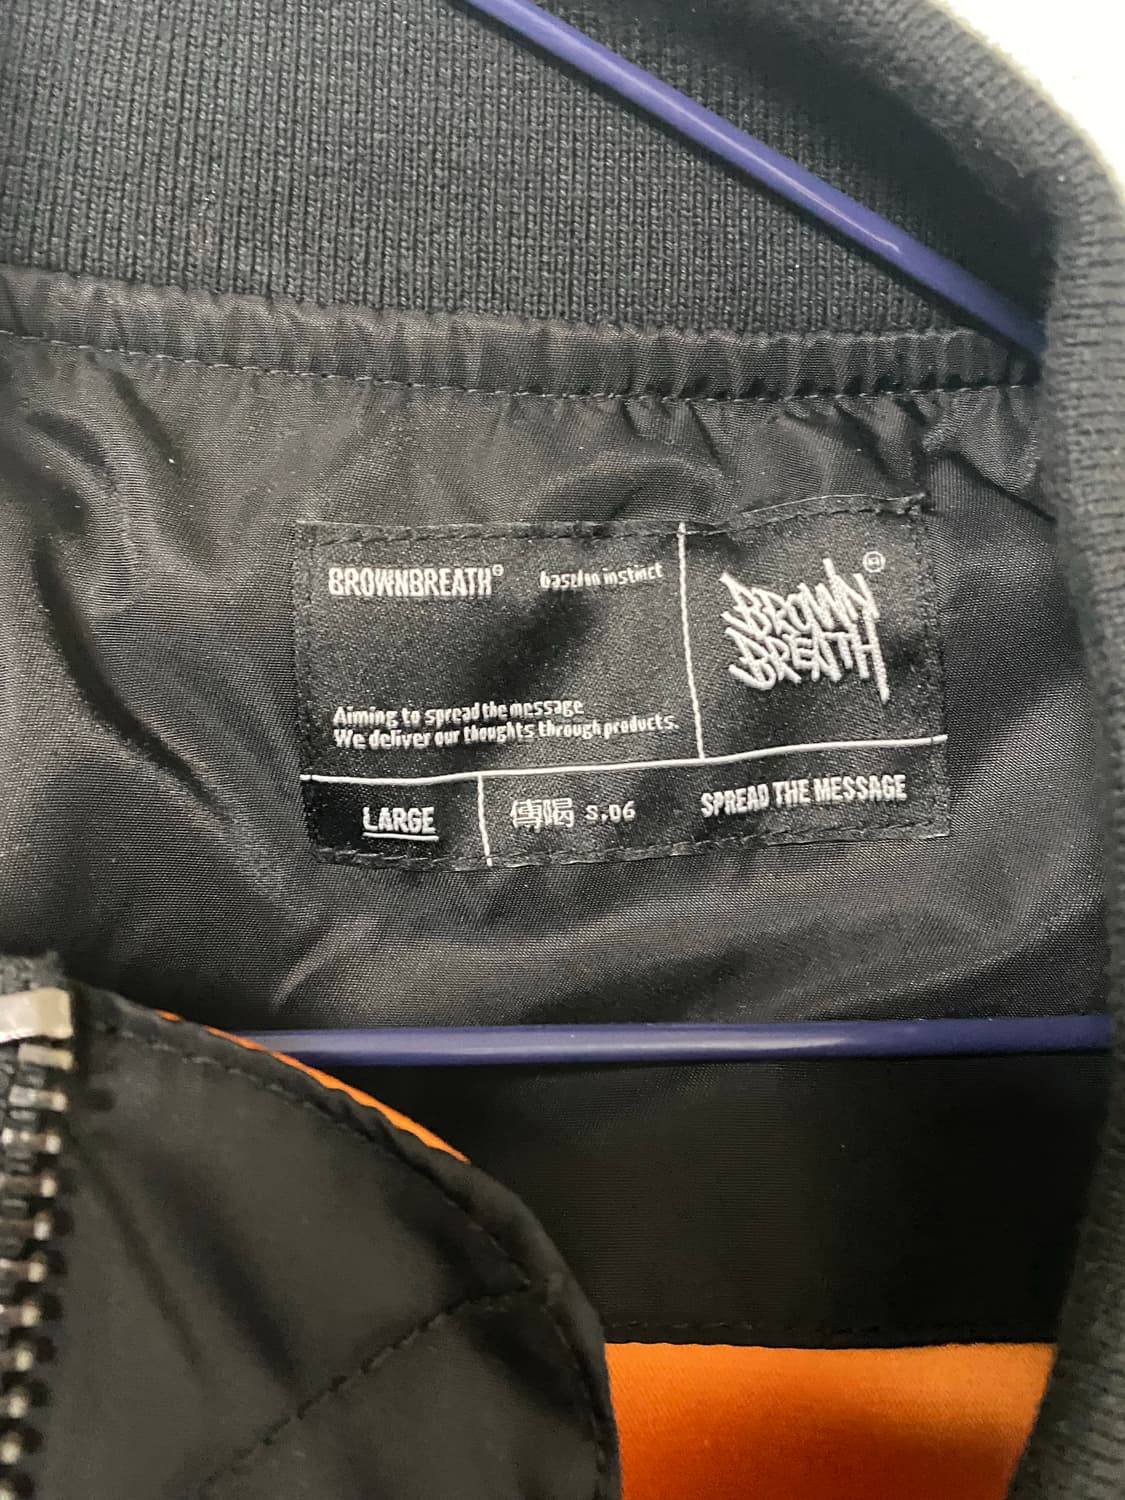 BROWNBREATH®
based on instinct
BROWN
BREATH
®
Aiming to spread the message
We deliver our thoughts through products.
LARGE
傳喝 S.06
SPREAD THE MESSAGE